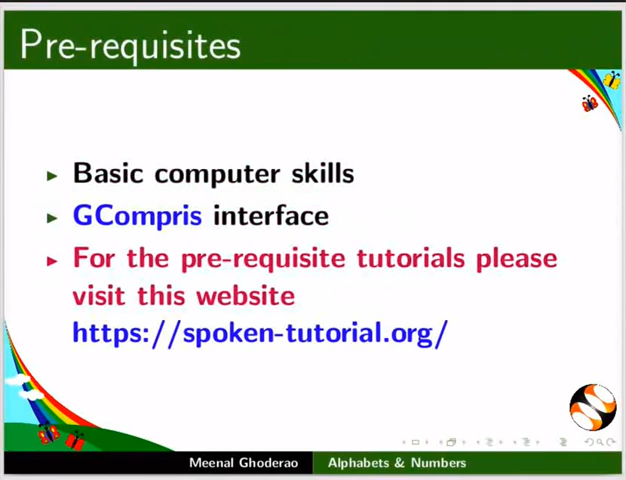 Pre-requisites
Basic computer skills
GCompris interface
For the pre-requisite tutorials please
visit this website
https://spoken-tutorial.org/
Meenal Ghoderao Alphabets & Numbers